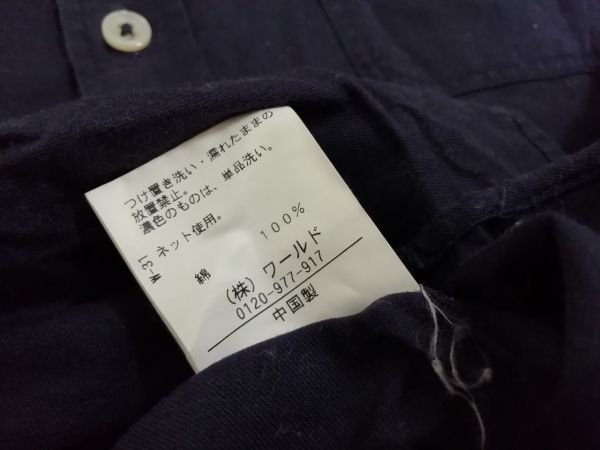 つけ置き洗い・濡れたままの
放置禁止。
濃色のものは、単品洗い。
ネット使用。
W-37
綿 100%
(株) ワールド
0120-977-917
中国製